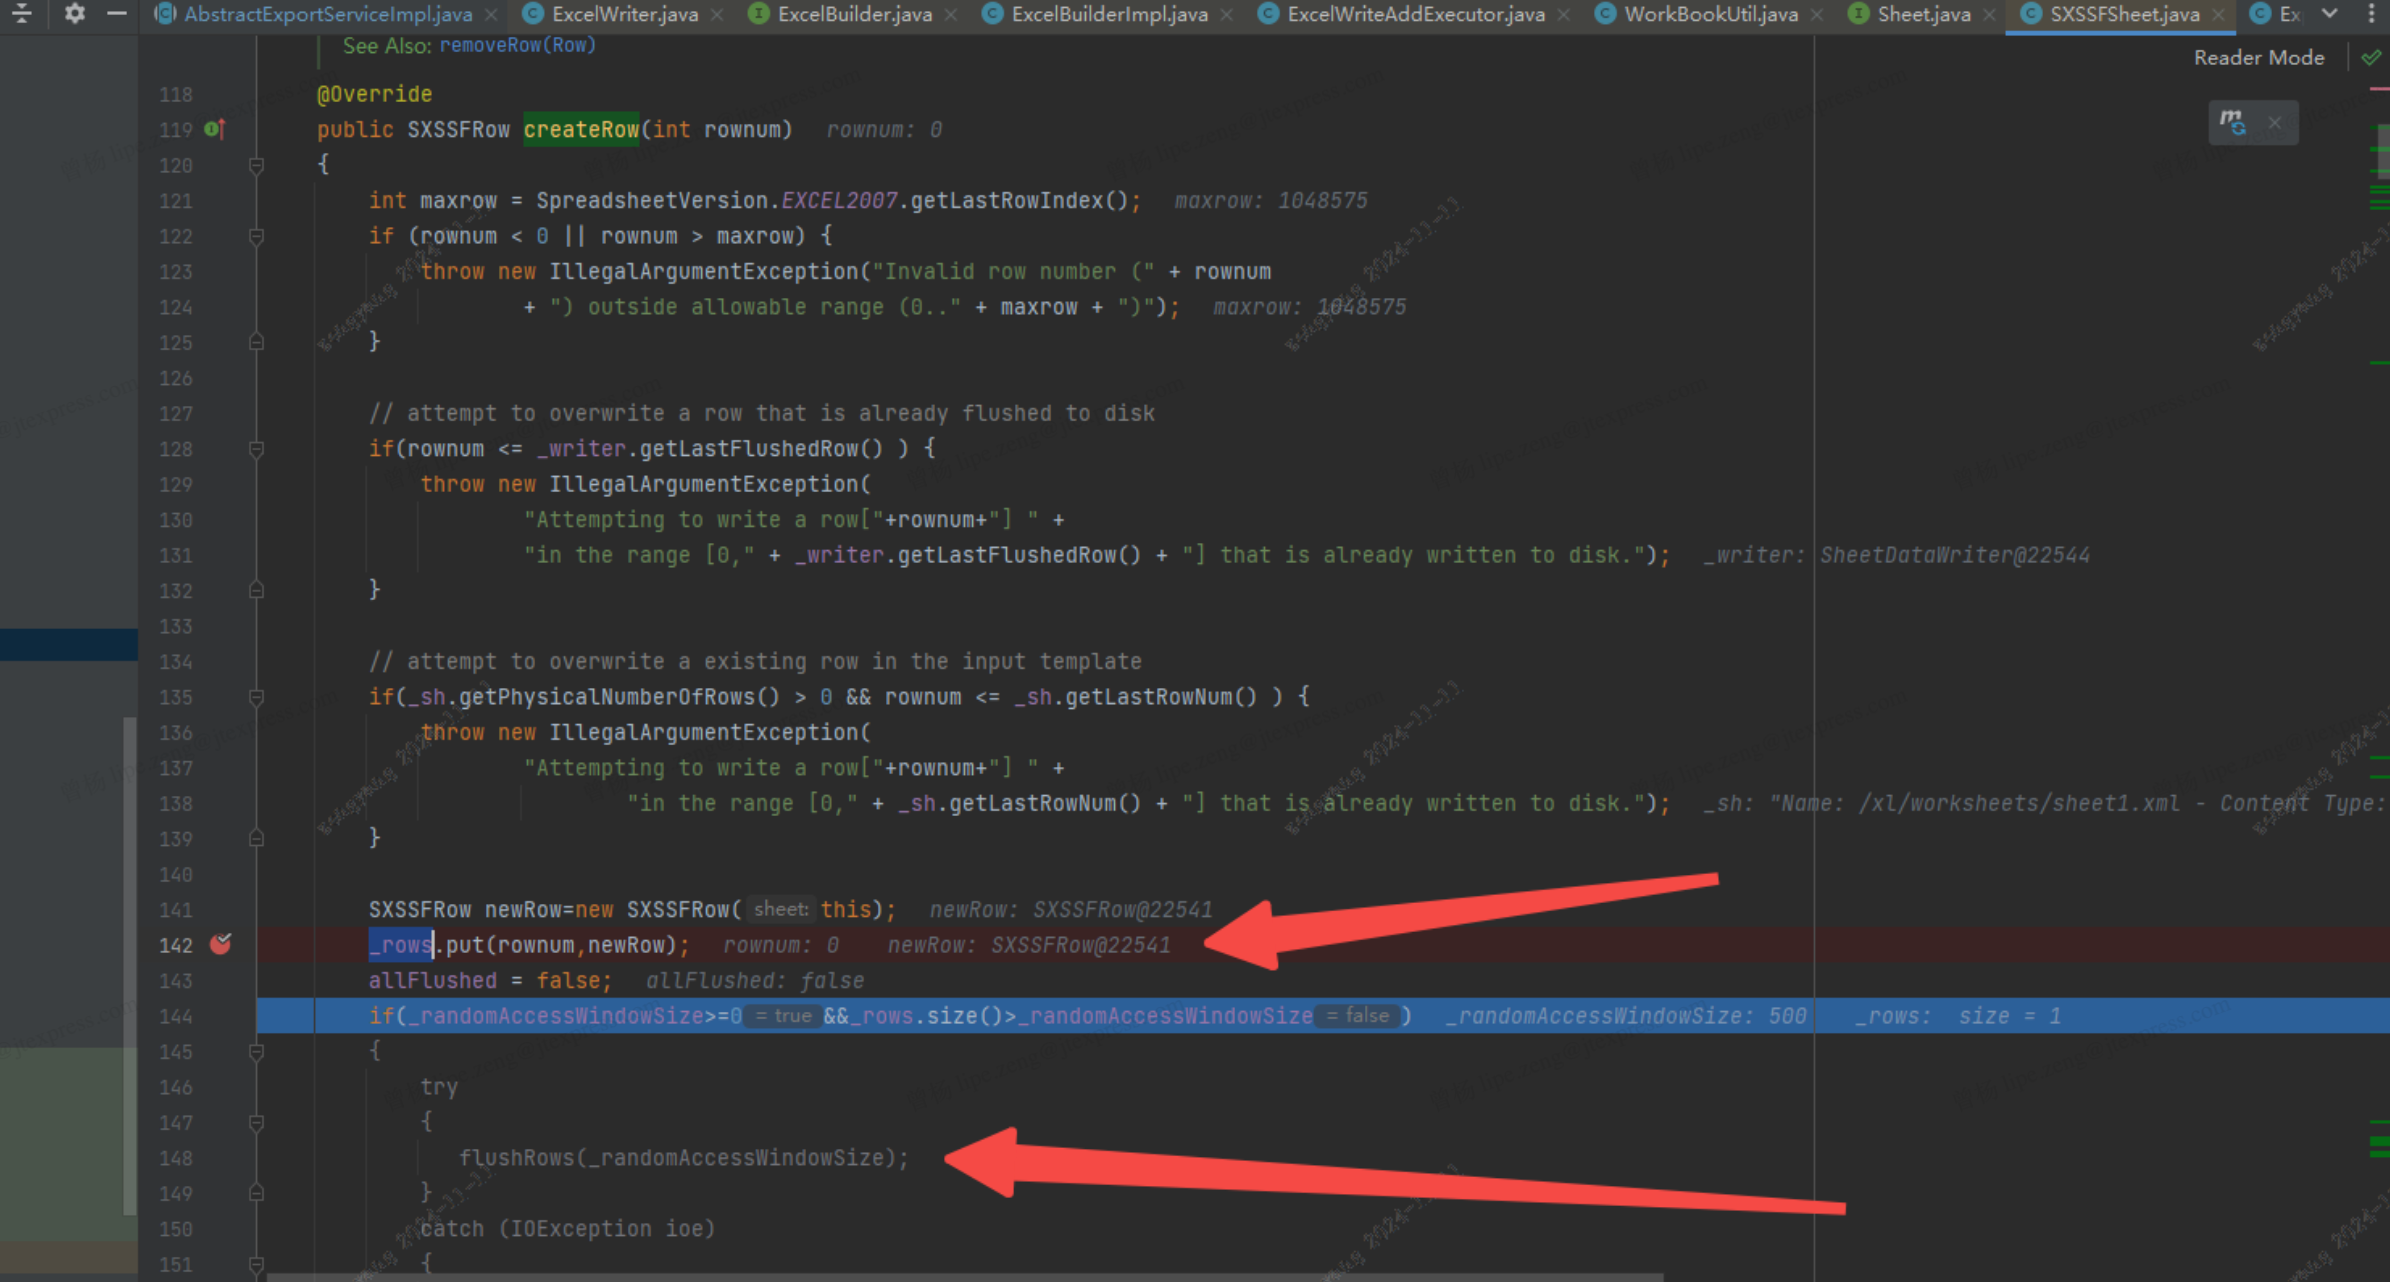 AbstractExportServiceImpl.java × ExcelWriter.java × ExcelBuilder.java × ExcelBuilderImpl.java × ExcelWriteAddExecutor.java × WorkBookUtil.java × Sheet.java × SXSSFSheet.java × Ex
See Also: removeRow(Row)
Reader Mode
118 @Override
119 public SXSSFRow createRow(int rownum) rownum: 0
120 {
121 int maxrow = SpreadsheetVersion.EXCEL2007.getLastRowIndex(); maxrow: 1048575
122 if (rownum < 0 || rownum > maxrow) {
123 throw new IllegalArgumentException("Invalid row number (" + rownum
124 + ") outside allowable range (0.." + maxrow + ")"); maxrow: 1048575
125 }
126
127 // attempt to overwrite a row that is already flushed to disk
128 if(rownum <= _writer.getLastFlushedRow() ) {
129 throw new IllegalArgumentException(
130 "Attempting to write a row["+rownum+"] " +
131 "in the range [0," + _writer.getLastFlushedRow() + "] that is already written to disk."); _writer: SheetDataWriter@22544
132 }
133
134 // attempt to overwrite a existing row in the input template
135 if(_sh.getPhysicalNumberOfRows() > 0 && rownum <= _sh.getLastRowNum() ) {
136 throw new IllegalArgumentException(
137 "Attempting to write a row["+rownum+"] " +
138 "in the range [0," + _sh.getLastRowNum() + "] that is already written to disk."); _sh: "Name: /xl/worksheets/sheet1.xml - Content Type:
139 }
140
141 SXSSFRow newRow=new SXSSFRow( sheet: this); newRow: SXSSFRow@22541
142 _rows.put(rownum,newRow); rownum: 0 newRow: SXSSFRow@22541
143 allFlushed = false; allFlushed: false
144 if(_randomAccessWindowSize>=0 = true &&_rows.size()>_randomAccessWindowSize = false ) _randomAccessWindowSize: 500 _rows: size = 1
145 {
146 try
147 {
148 flushRows(_randomAccessWindowSize);
149 }
150 catch (IOException ioe)
151 {